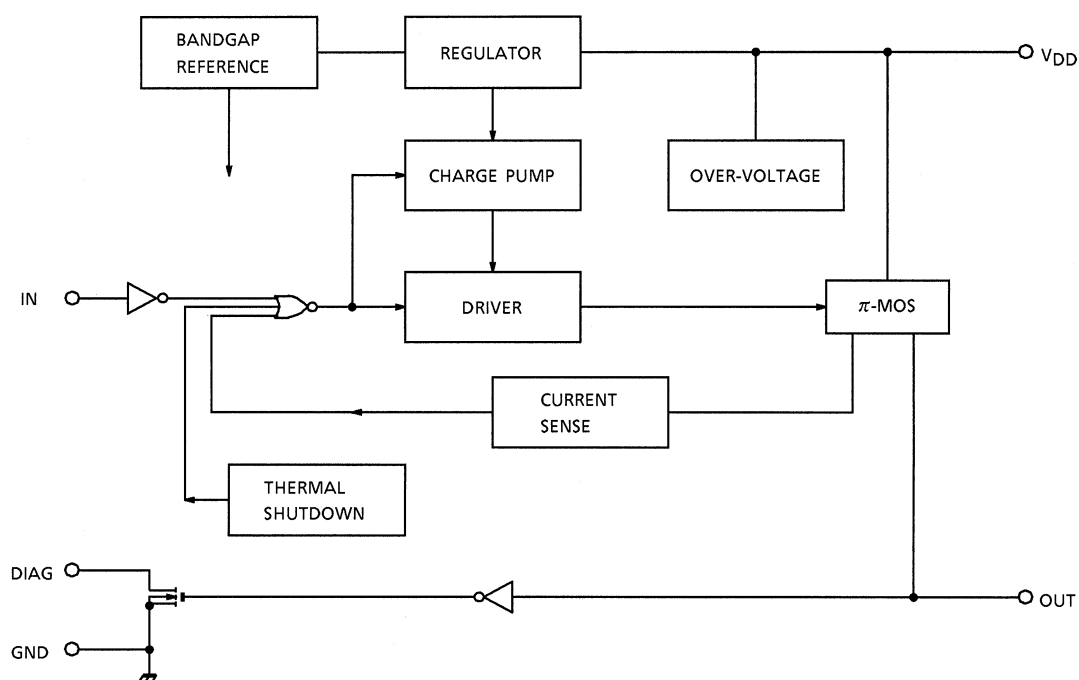 BANDGAP
REFERENCE
REGULATOR
VDD
CHARGE PUMP
OVER-VOLTAGE
IN
DRIVER
π-MOS
CURRENT
SENSE
THERMAL
SHUTDOWN
DIAG
OUT
GND